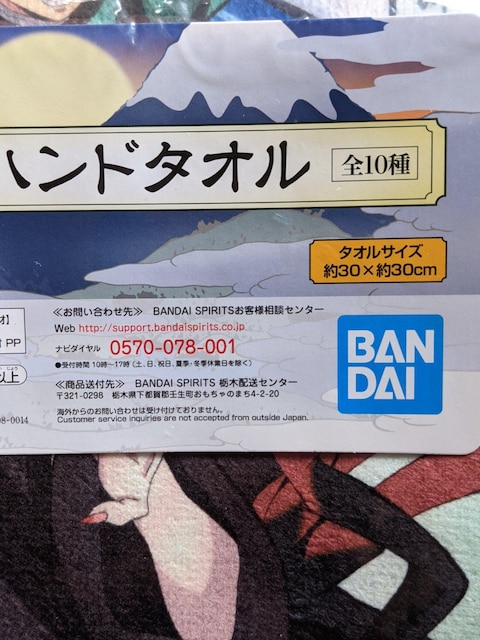 ハンドタオル 全10種
タオルサイズ
約30×約30cm
≪お問い合わせ先≫ BANDAI SPIRITSお客様相談センター
Web http://support.bandaispirits.co.jp
ナビダイヤル 0570-078-001
●受付時間 10時~17時(土、日、祝日、夏季・冬季休業日を除く)
≪商品送付先≫ BANDAI SPIRITS 栃木配送センター
〒321-0298 栃木県下都賀郡壬生町おもちゃのまち4-2-20
海外からのお問い合わせは受け付けておりません。
Customer service inquiries are not accepted from outside Japan.
BAN
DAI
オ】
PP
以上
98-0014